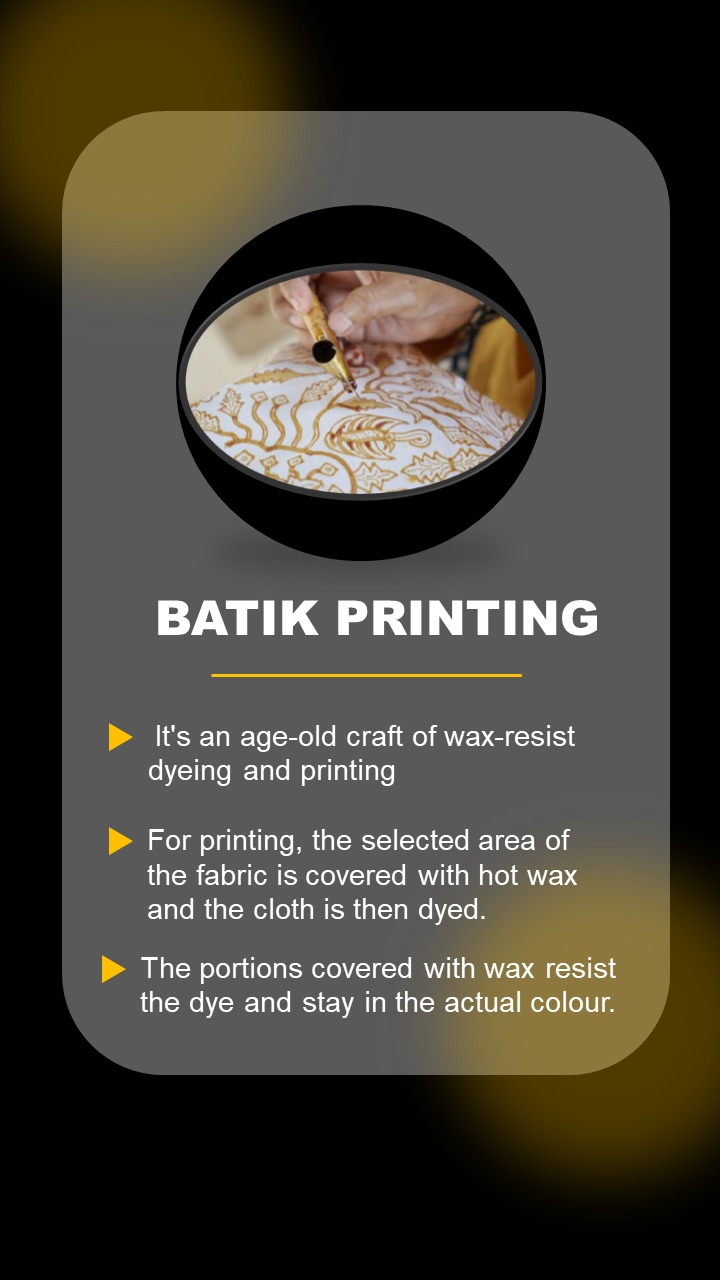 BATIK PRINTING
It's an age-old craft of wax-resist
dyeing and printing
For printing, the selected area of
the fabric is covered with hot wax
and the cloth is then dyed.
The portions covered with wax resist
the dye and stay in the actual colour.